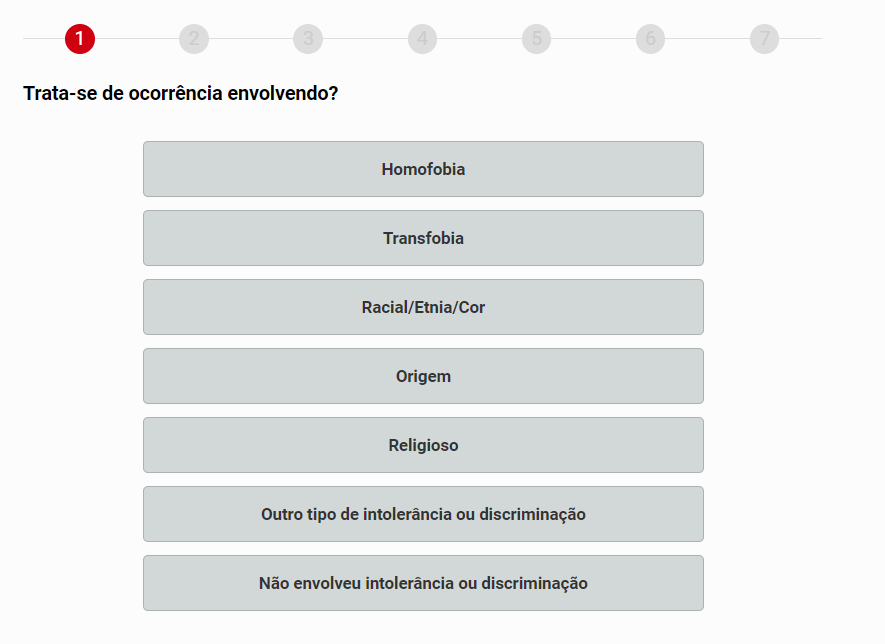 1 2 3 4 5 6 7
Trata-se de ocorrência envolvendo?
Homofobia
Transfobia
Racial/Etnia/Cor
Origem
Religioso
Outro tipo de intolerância ou discriminação
Não envolveu intolerância ou discriminação